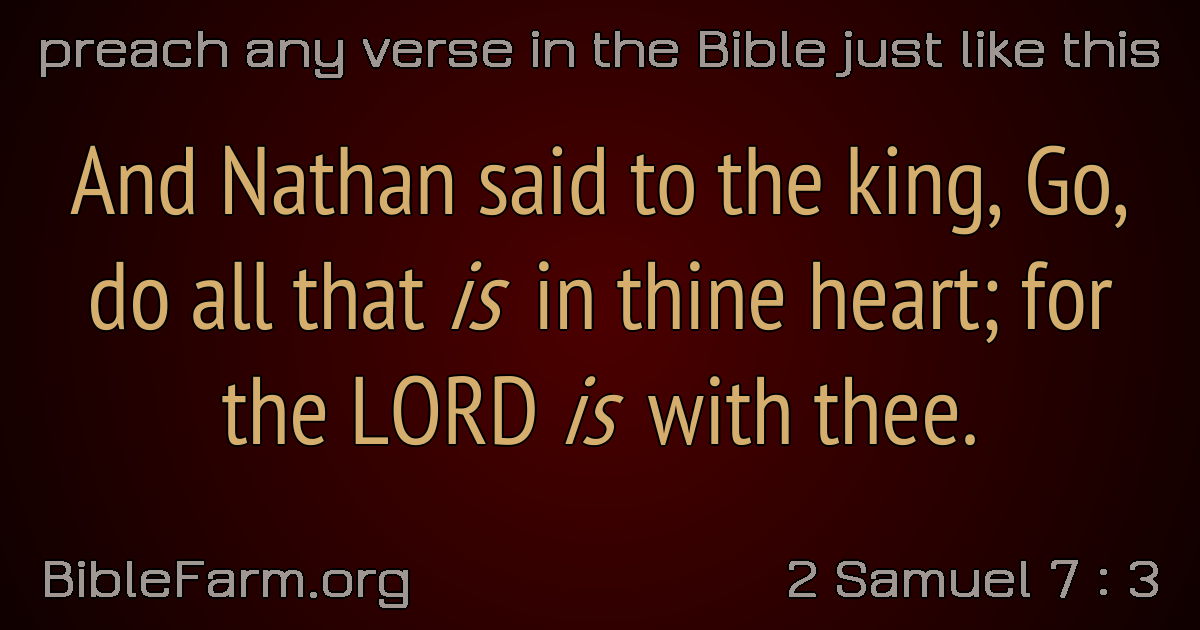 preach any verse in the Bible just like this
And Nathan said to the king, Go,
do all that is in thine heart; for
the LORD is with thee.
BibleFarm.org
2 Samuel 7 : 3